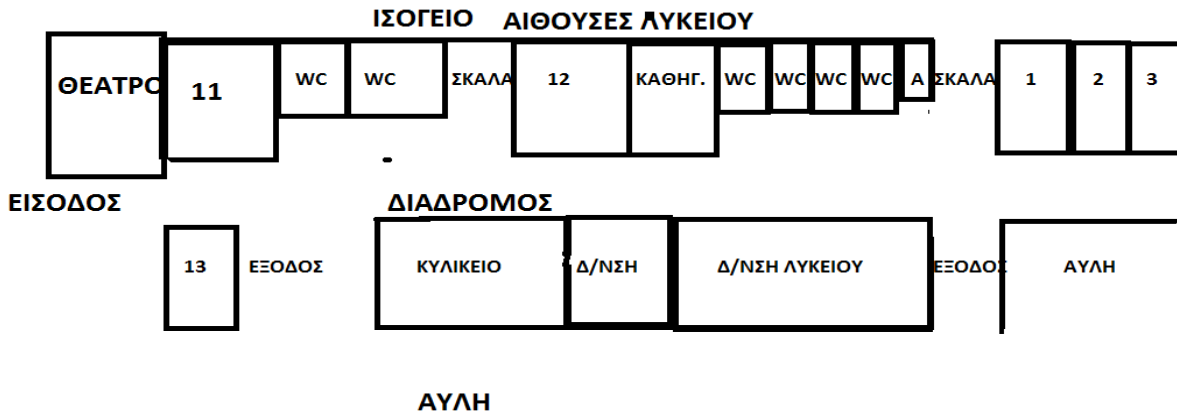 ΙΣΟΓΕΙΟ ΑΙΘΟΥΣΕΣ ΛΥΚΕΙΟΥ
ΘΕΑΤΡΟ 11 WC WC ΣΚΑΛΑ 12 ΚΑΘΗΓ. WC WC WC WC Α ΣΚΑΛΑ 1 2 3
ΕΙΣΟΔΟΣ ΔΙΑΔΡΟΜΟΣ
13 ΕΞΟΔΟΣ ΚΥΛΙΚΕΙΟ Δ/ΝΣΗ Δ/ΝΣΗ ΛΥΚΕΙΟΥ ΕΞΟΔΟΣ ΑΥΛΗ
ΑΥΛΗ